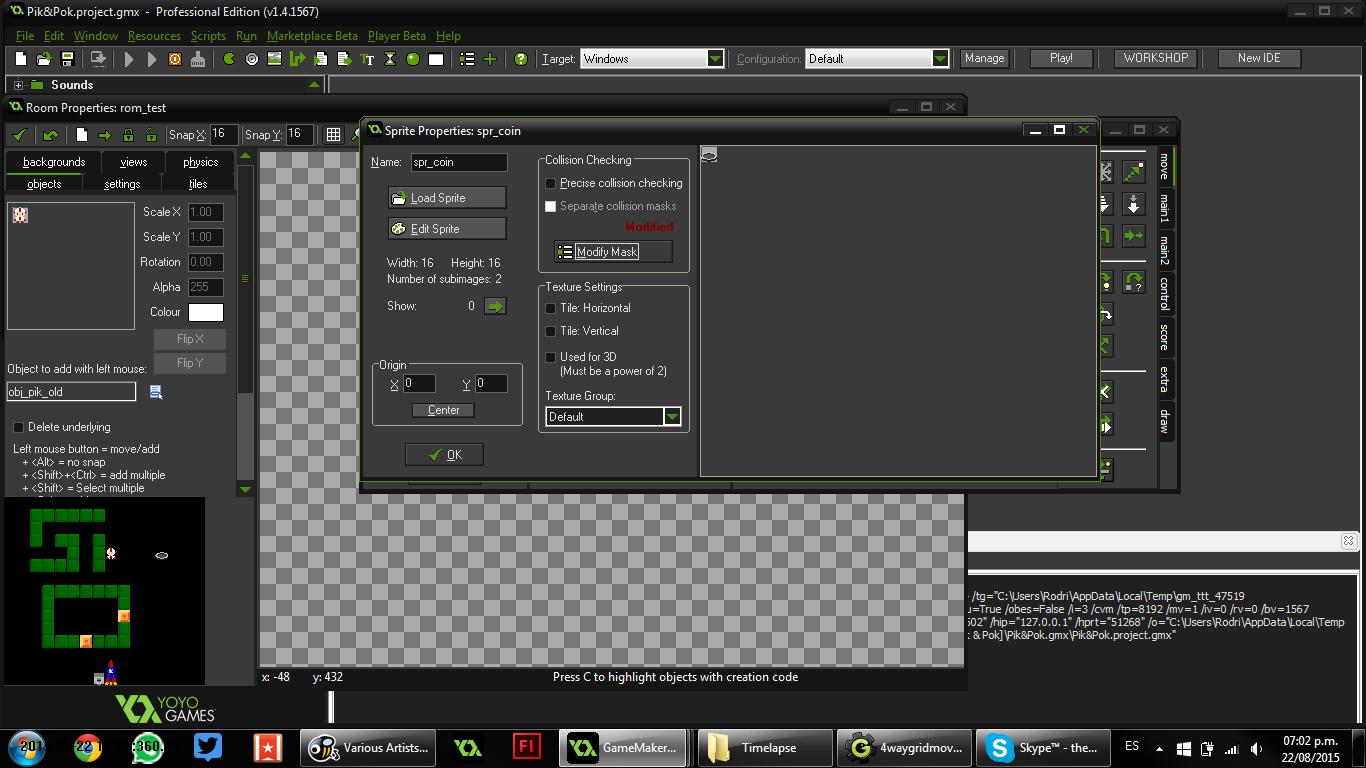 Pik&Pok.project.gmx - Professional Edition (v1.4.1567)
File Edit Window Resources Scripts Run Marketplace Beta Player Beta Help
Target: Windows Configuration: Default Manage Play! WORKSHOP New IDE
Sounds
Room Properties: rom_test
Snap X: 16 Snap Y: 16
backgrounds views physics
objects settings tiles
Scale X 1.00
Scale Y 1.00
Rotation 0.00
Alpha 255
Colour
Flip X
Flip Y
Object to add with left mouse:
obj_pik_old
Delete underlying
Left mouse button = move/add
+ <Alt> = no snap
+ <Shift>+<Ctrl> = add multiple
+ <Shift> = Select multiple
Sprite Properties: spr_coin
Name: spr_coin
Load Sprite
Edit Sprite
Width: 16 Height: 16
Number of subimages: 2
Show: 0
Origin
X 0 Y 0
Center
OK
Collision Checking
Precise collision checking
Separate collision masks
Modified
Modify Mask
Texture Settings
Tile: Horizontal
Tile: Vertical
Used for 3D
(Must be a power of 2)
Texture Group:
Default
move
main1
main2
control
score
extra
draw
/tg="C:\Users\Rodri\AppData\Local\Temp\gm_ttt_47519
u=True /obes=False /i=3 /cvm /tp=8192 /mv=1 /iv=0 /rv=0 /bv=1567
502" /hip="127.0.0.1" /hprt="51268" /o="C:\Users\Rodri\AppData\Local\Temp
t & Pok]\Pik&Pok.gmx\Pik&Pok.project.gmx"
x: -48 y: 432 Press C to highlight objects with creation code
YOYO
GAMES
201 22 1 :360. Various Artists... Fl GameMaker... Timelapse 4waygridmov... Skype™ - the... ES
07:02 p.m.
22/08/2015